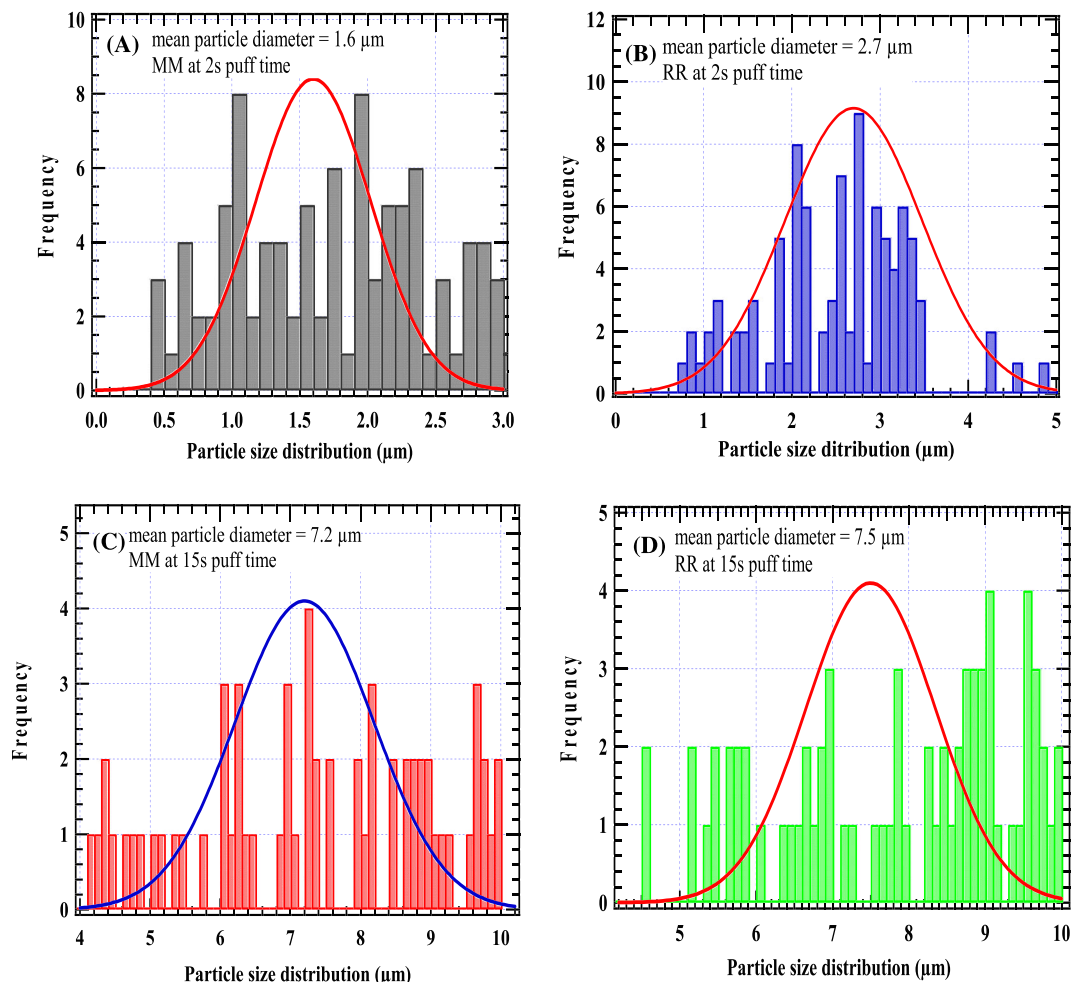 (A) mean particle diameter = 1.6 µm
MM at 2s puff time
10
8
6
4
2
0
Frequency
0.0 0.5 1.0 1.5 2.0 2.5 3.0
Particle size distribution (µm)
(B) mean particle diameter = 2.7 µm
RR at 2s puff time
12
10
8
6
4
2
0
Frequency
0 1 2 3 4 5
Particle size ditribution (µm)
(C) mean particle diameter = 7.2 µm
MM at 15s puff time
5
4
3
2
1
0
Frequency
4 5 6 7 8 9 10
Particle size distribution (µm)
(D) mean particle diameter = 7.5 µm
RR at 15s puff time
5
4
3
2
1
0
Frequency
5 6 7 8 9 10
Particle size distribution (µm)